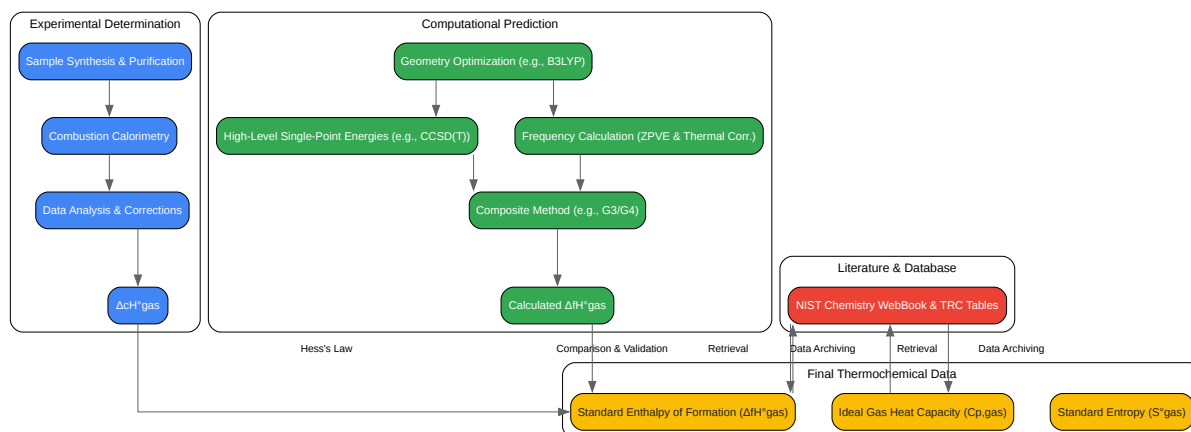 Experimental Determination
Computational Prediction
Sample Synthesis & Purification
Geometry Optimization (e.g., B3LYP)
Combustion Calorimetry
High-Level Single-Point Energies (e.g., CCSD(T))
Frequency Calculation (ZPVE & Thermal Corr.)
Data Analysis & Corrections
Composite Method (e.g., G3/G4)
Literature & Database
ΔcH°gas
Calculated ΔfH°gas
NIST Chemistry WebBook & TRC Tables
Hess's Law
Comparison & Validation
Retrieval
Data Archiving
Retrieval
Data Archiving
Final Thermochemical Data
Standard Enthalpy of Formation (ΔfH°gas)
Ideal Gas Heat Capacity (Cp,gas)
Standard Entropy (S°gas)